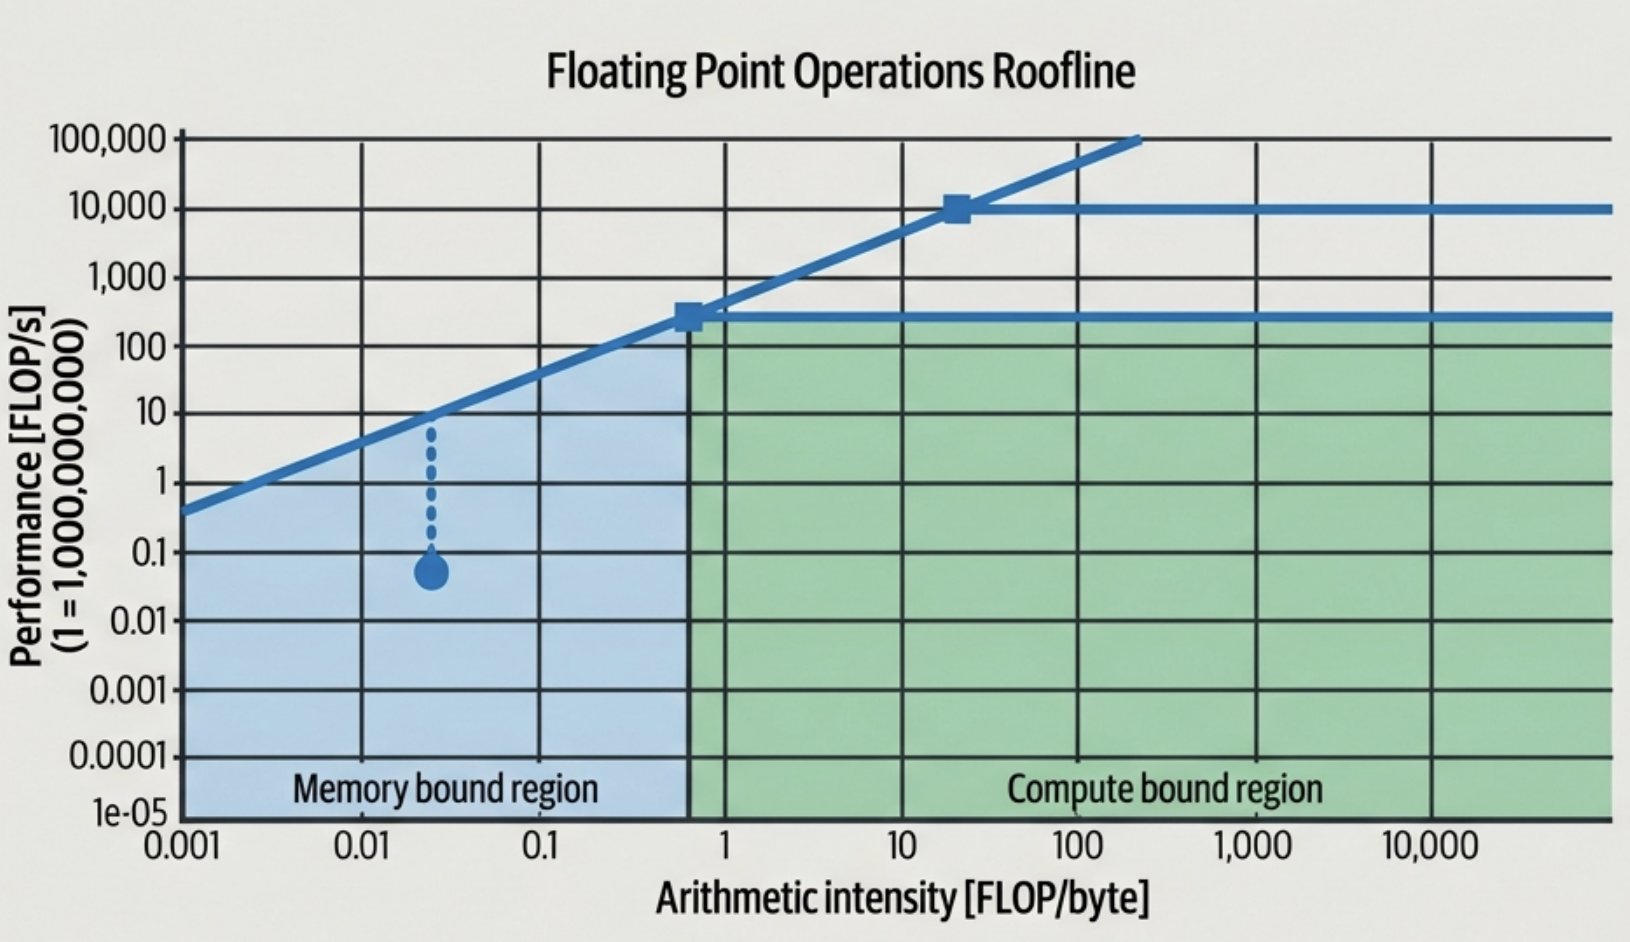 Floating Point Operations Roofline
Performance [FLOP/s]
(1 = 1,000,000,000)
100,000
10,000
1,000
100
10
1
0.1
0.01
0.001
0.0001
1e-05
Memory bound region
Compute bound region
0.001 0.01 0.1 1 10 100 1,000 10,000
Arithmetic intensity [FLOP/byte]